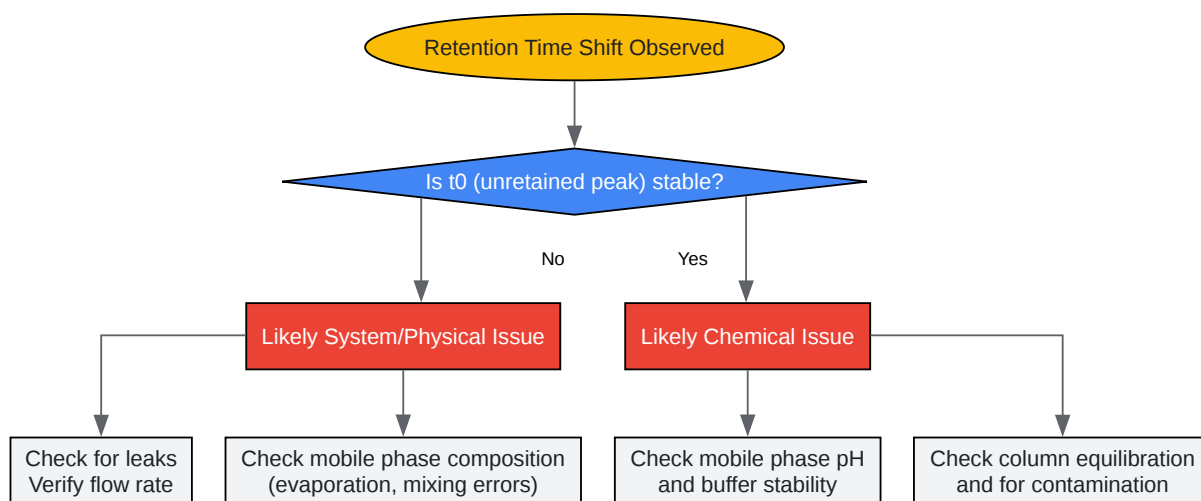 Retention Time Shift Observed
Is t0 (unretained peak) stable?
No
Yes
Likely System/Physical Issue
Likely Chemical Issue
Check for leaks
Verify flow rate
Check mobile phase composition
(evaporation, mixing errors)
Check mobile phase pH
and buffer stability
Check column equilibration
and for contamination